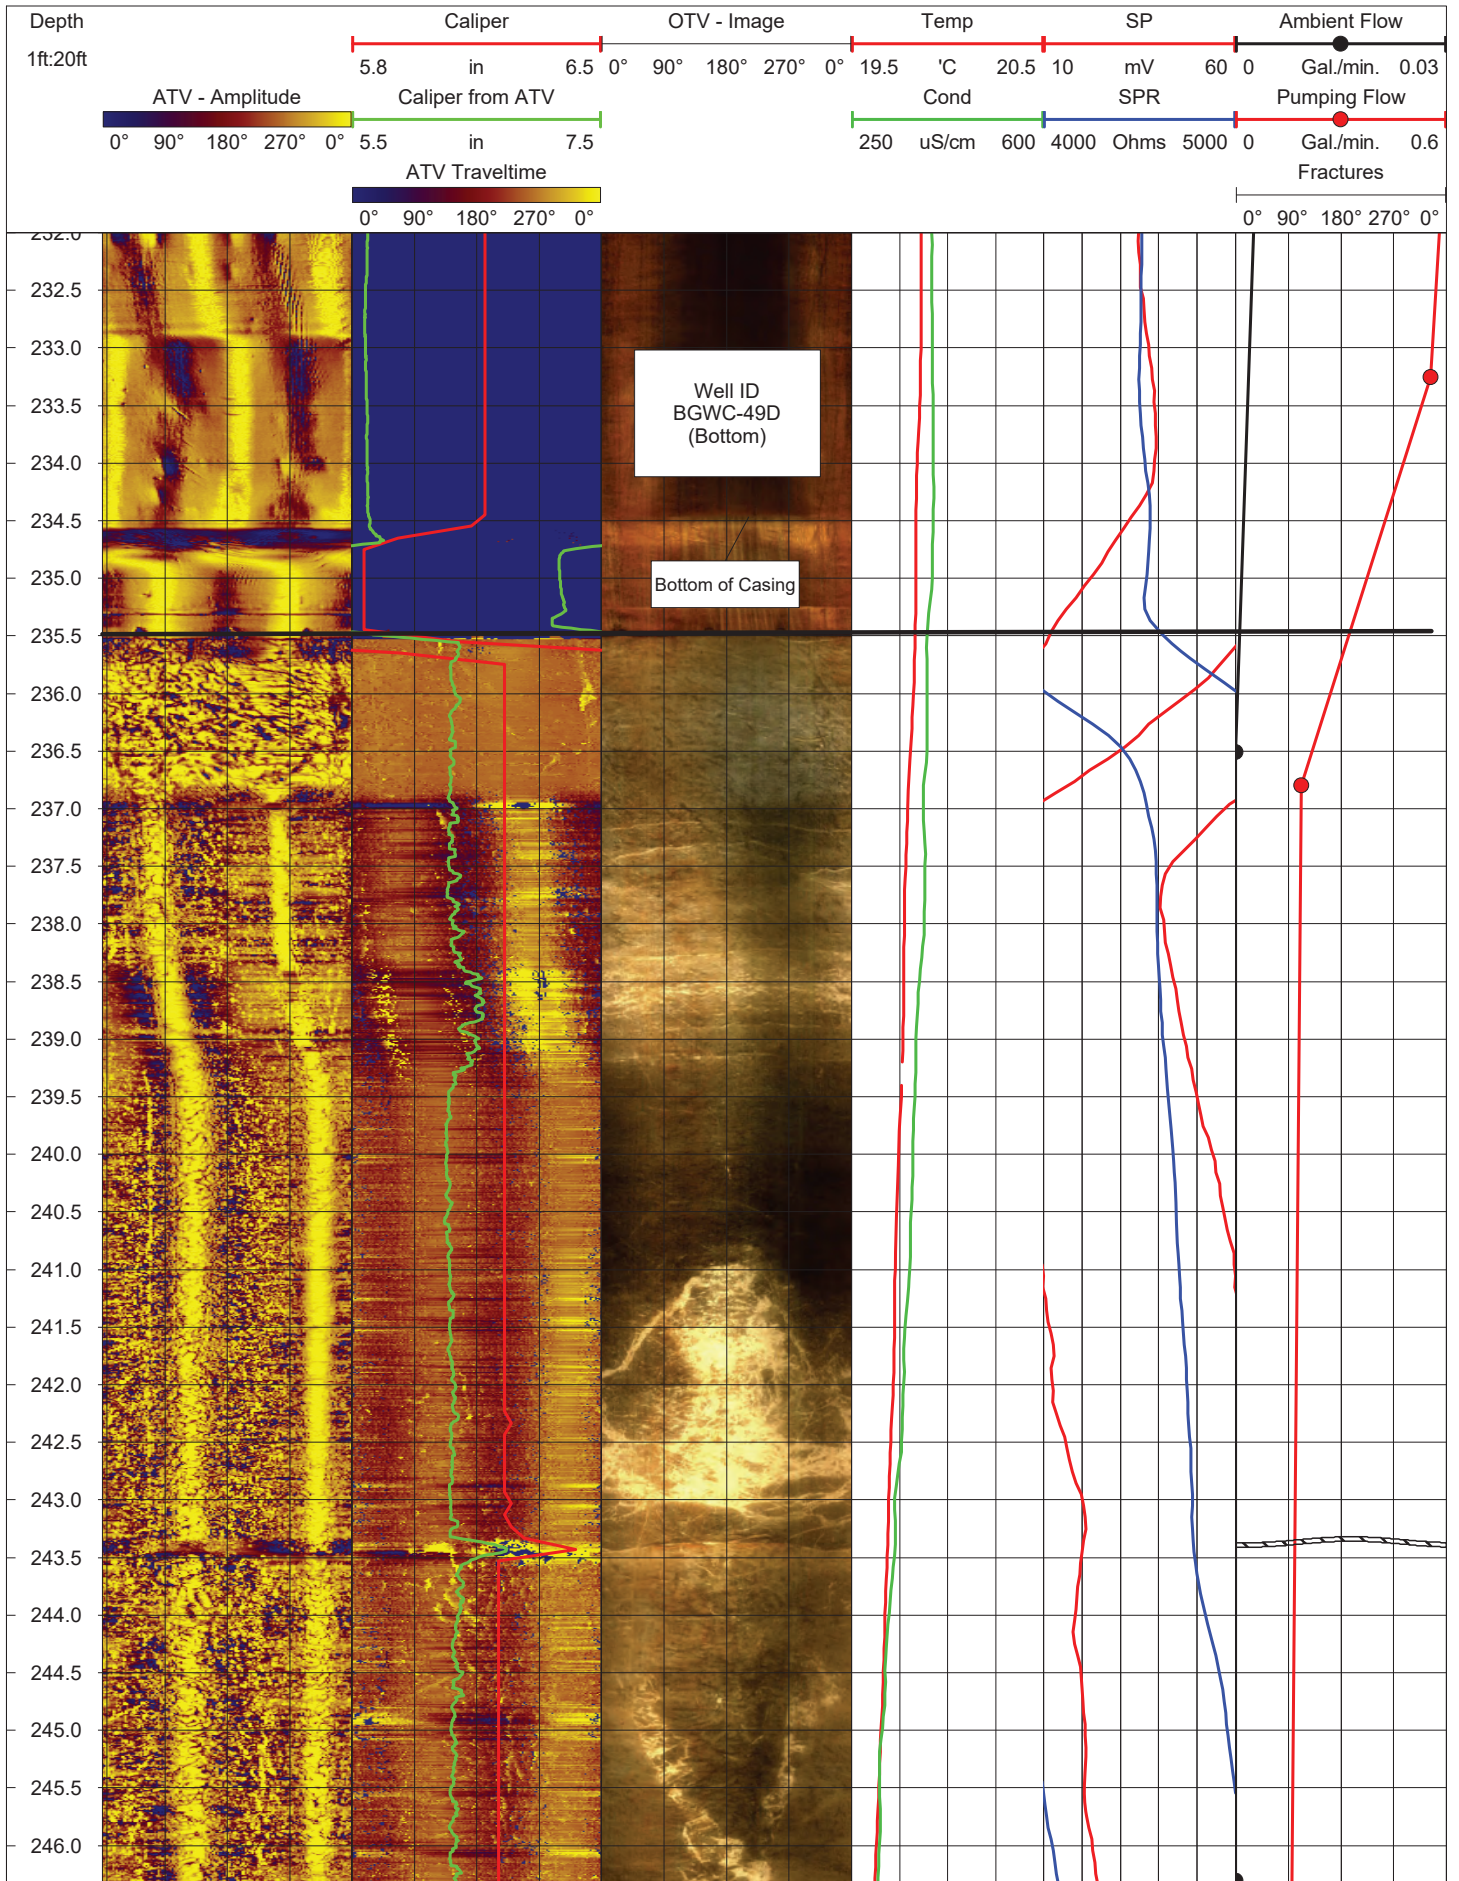 Depth
Caliper
OTV - Image
Temp
SP
Ambient Flow
1ft:20ft
5.8 in 6.5
0° 90° 180° 270° 0°
19.5 'C 20.5
10 mV 60
0 Gal./min. 0.03
ATV - Amplitude
Caliper from ATV
Cond
SPR
Pumping Flow
0° 90° 180° 270° 0°
5.5 in 7.5
250 uS/cm 600
4000 Ohms 5000
0 Gal./min. 0.6
ATV Traveltime
Fractures
0° 90° 180° 270° 0°
0° 90° 180° 270° 0°
232.0
232.5
233.0
Well ID
BGWC-49D
(Bottom)
233.5
234.0
234.5
235.0
Bottom of Casing
235.5
236.0
236.5
237.0
237.5
238.0
238.5
239.0
239.5
240.0
240.5
241.0
241.5
242.0
242.5
243.0
243.5
244.0
244.5
245.0
245.5
246.0